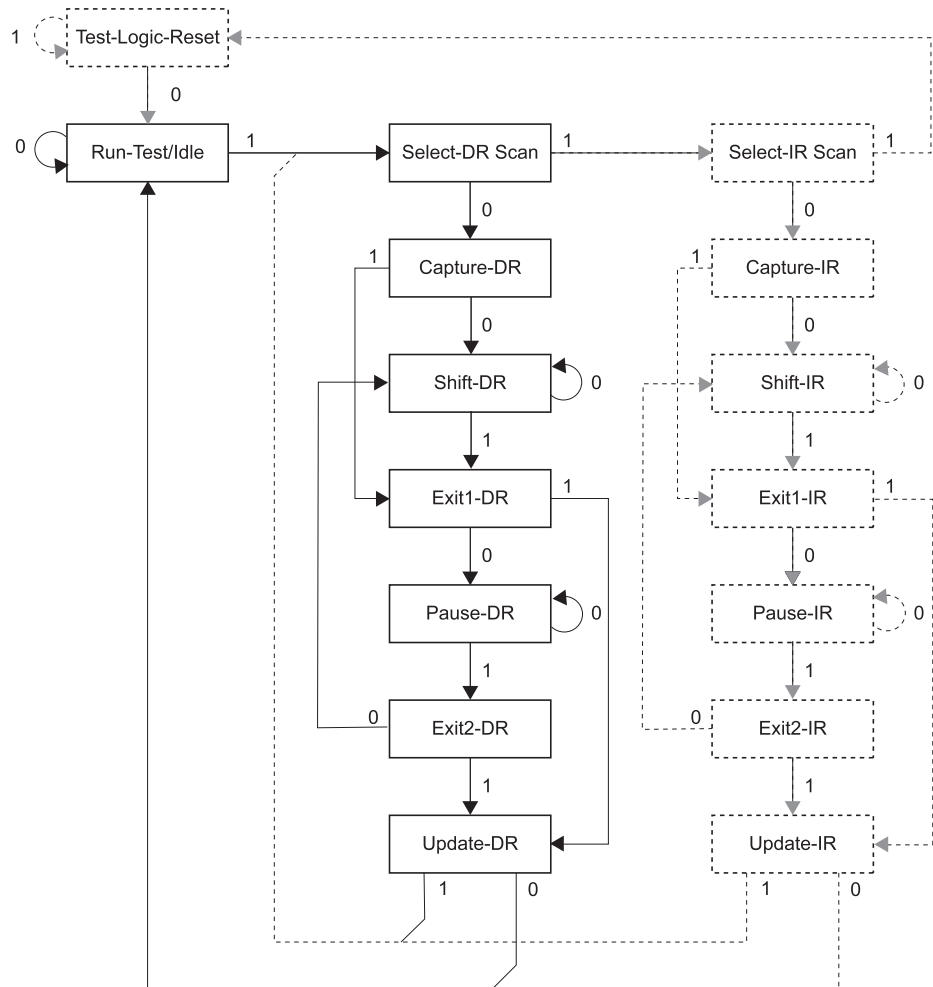 1 Test-Logic-Reset
0
0 Run-Test/Idle 1 Select-DR Scan 1 Select-IR Scan 1
0 0
1 Capture-DR 1 Capture-IR
0 0
Shift-DR 0 Shift-IR 0
1 1
Exit1-DR 1 Exit1-IR 1
0 0
Pause-DR 0 Pause-IR 0
1 1
0 Exit2-DR 0 Exit2-IR
1 1
Update-DR Update-IR
1 0 1 0